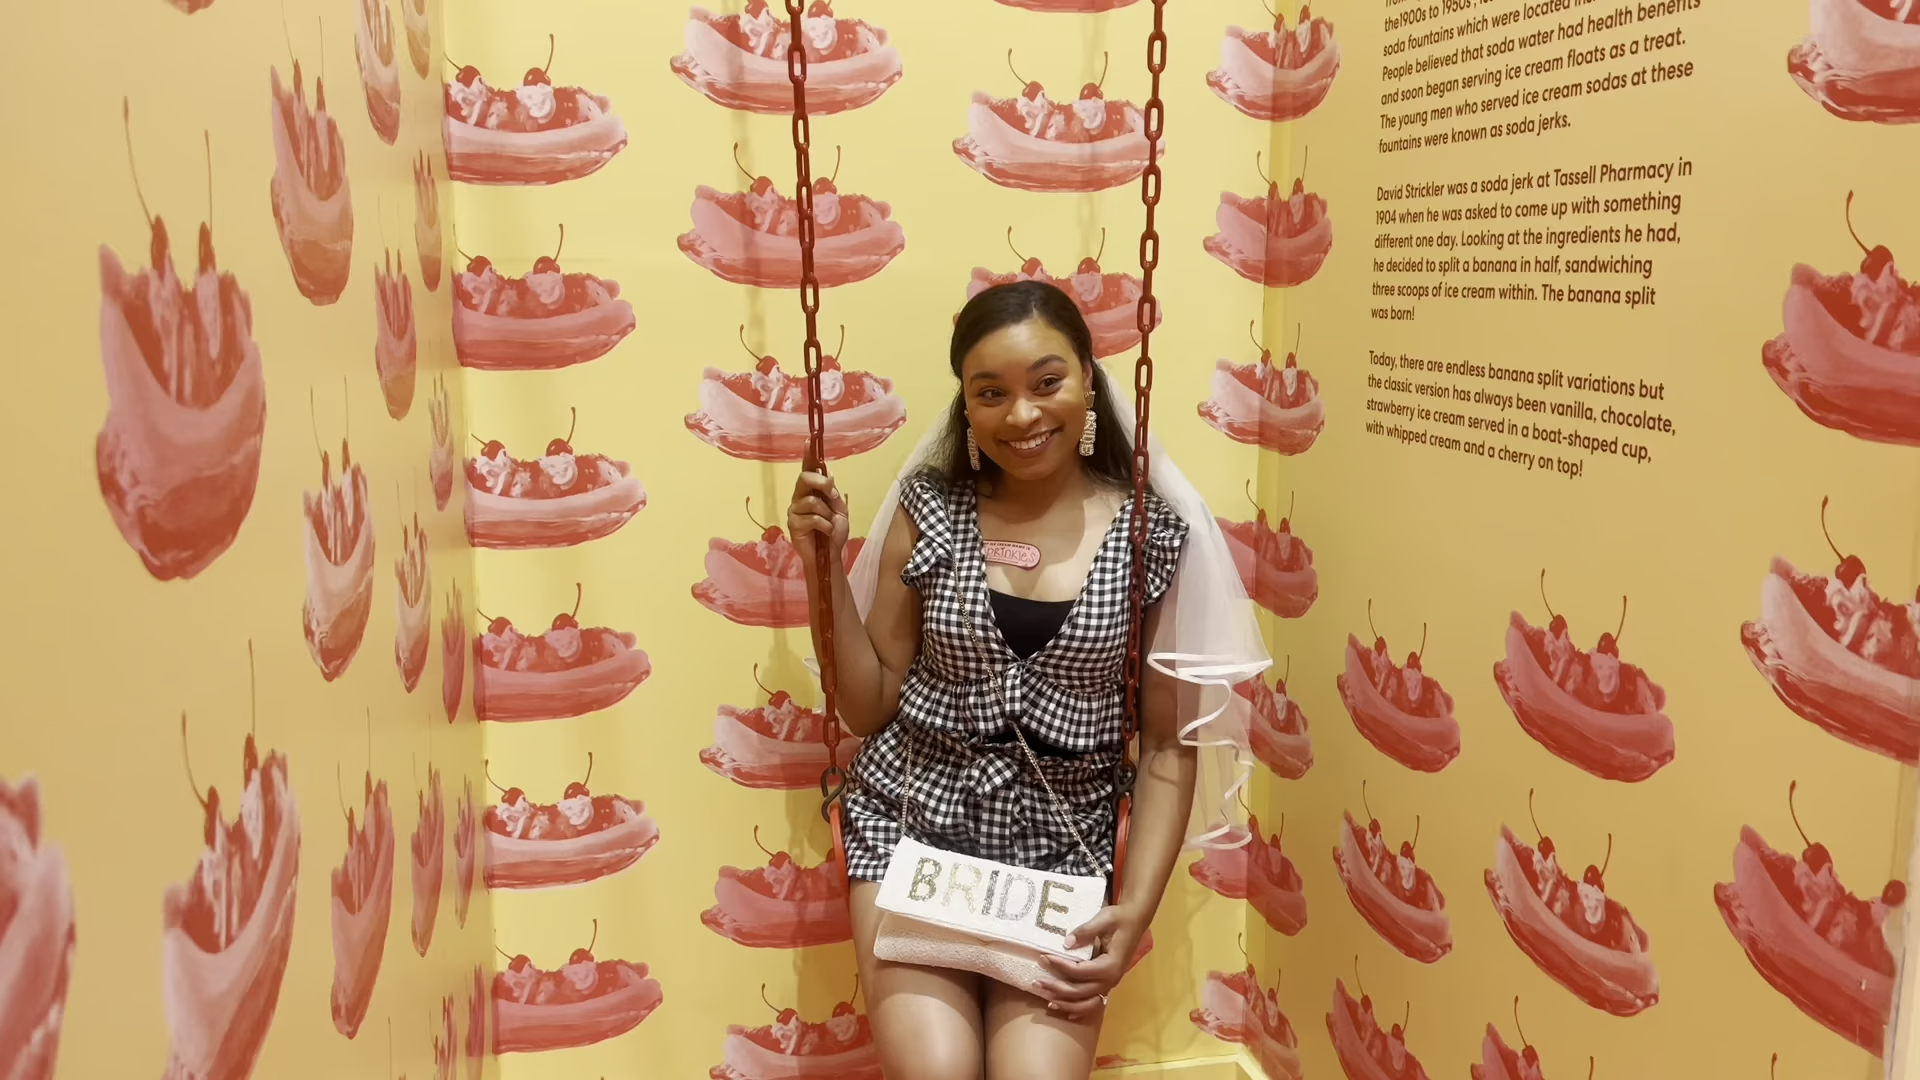 the1900s to 1950s,
soda fountains which were located
People believed that soda water had health benefits
and soon began serving ice cream floats as a treat.
The young men who served ice cream sodas at these
fountains were known as soda jerks.
David Strickler was a soda jerk at Tassell Pharmacy in
1904 when he was asked to come up with something
different one day. Looking at the ingredients he had,
he decided to split a banana in half, sandwiching
three scoops of ice cream within. The banana split
was born!
Today, there are endless banana split variations but
the classic version has always been vanilla, chocolate,
strawberry ice cream served in a boat-shaped cup,
with whipped cream and a cherry on top!
MY ICE CREAM NAME IS
PRINKLES
BRIDE